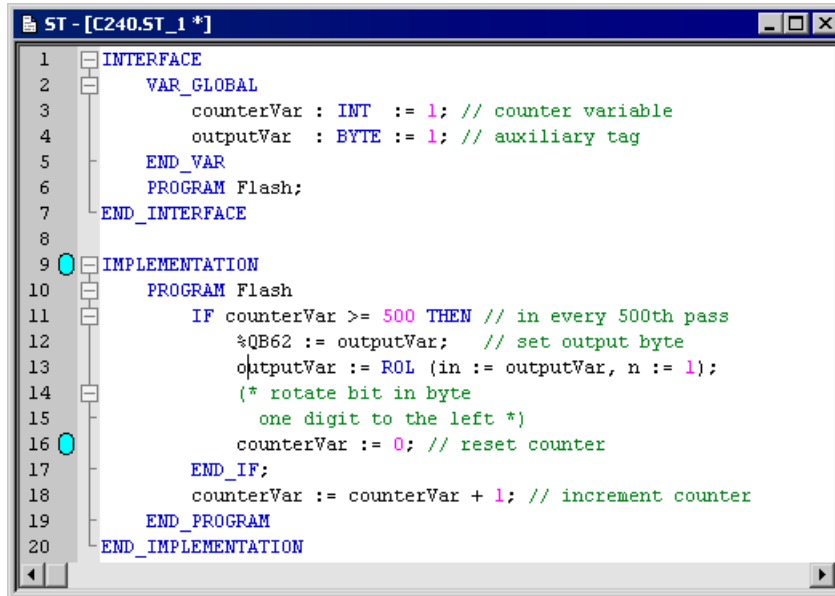 ST - [C240.ST_1 *]
1 INTERFACE
2 VAR_GLOBAL
3 counterVar : INT := 1; // counter variable
4 outputVar : BYTE := 1; // auxiliary tag
5 END_VAR
6 PROGRAM Flash;
7 END_INTERFACE
8
9 IMPLEMENTATION
10 PROGRAM Flash
11 IF counterVar >= 500 THEN // in every 500th pass
12 %QB62 := outputVar; // set output byte
13 outputVar := ROL (in := outputVar, n := 1);
14 (* rotate bit in byte
15 one digit to the left *)
16 counterVar := 0; // reset counter
17 END_IF;
18 counterVar := counterVar + 1; // increment counter
19 END_PROGRAM
20 END_IMPLEMENTATION